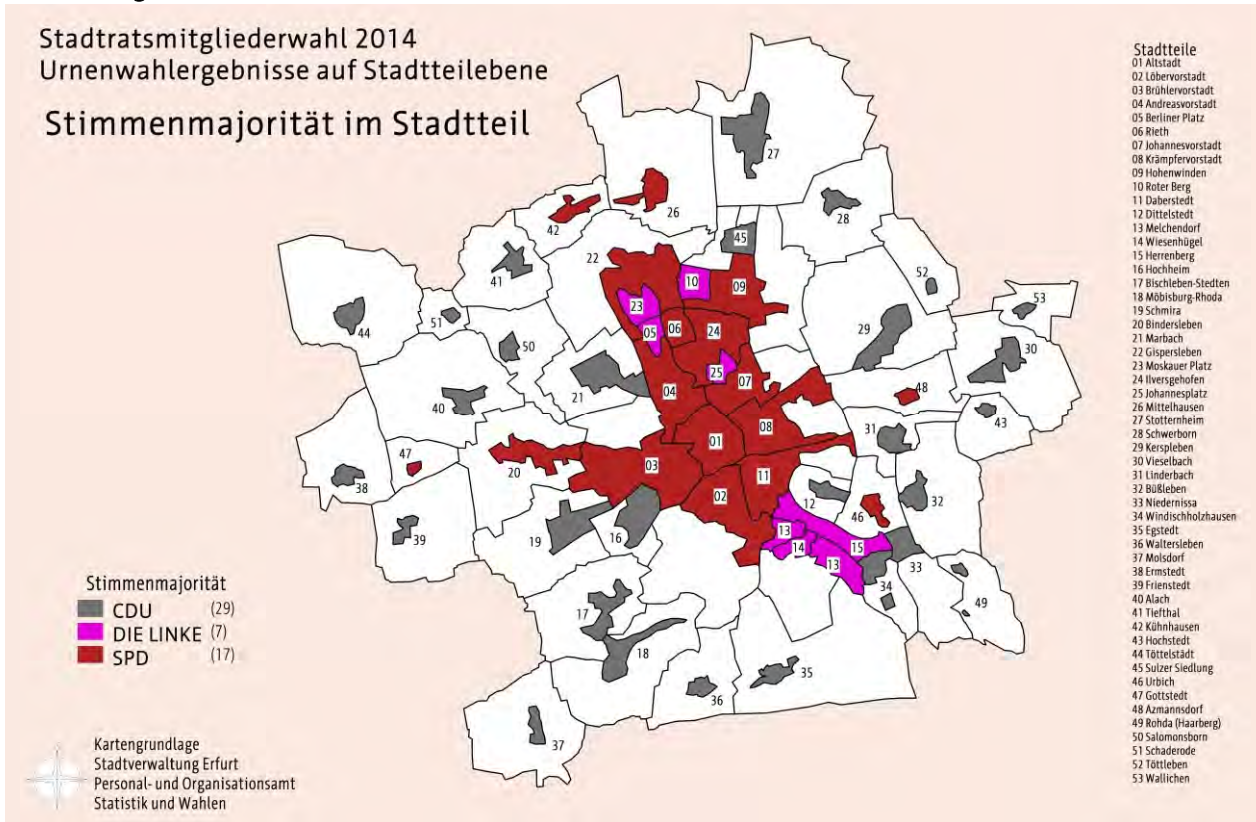 Stadtratsmitgliederwahl 2014
Urnenwahlergebnisse auf Stadtteilebene
Stimmenmajorität im Stadtteil
Stadtteile
01 Altstadt
02 Löbervorstadt
03 Brühlervorstadt
04 Andreasvorstadt
05 Berliner Platz
06 Rieth
07 Johannesvorstadt
08 Krämpfervorstadt
09 Hohenwinden
10 Roter Berg
11 Daberstedt
12 Dittelstedt
13 Melchendorf
14 Wiesenhügel
15 Herrenberg
16 Hochheim
17 Bischleben-Stedten
18 Möbisburg-Rhoda
19 Schmira
20 Bindersleben
21 Marbach
22 Gispersleben
23 Moskauer Platz
24 Ilversgehofen
25 Johannesplatz
26 Mittelhausen
27 Stotternheim
28 Schwerborn
29 Kerspleben
30 Vieselbach
31 Linderbach
32 Büßleben
33 Niedernissa
34 Windischholzhausen
35 Egstedt
36 Waltersleben
37 Molsdorf
38 Ermstedt
39 Frienstedt
40 Alach
41 Tiefthal
42 Kühnhausen
43 Hochstedt
44 Töttelstädt
45 Sulzer Siedlung
46 Urbich
47 Gottstedt
48 Azmannsdorf
49 Rohda (Haarberg)
50 Salomonsborn
51 Schaderode
52 Töttleben
53 Wallichen
27
26
28
42
45
22
41
10
09
52
53
23
44
51
29
05
06
24
50
30
25
21
07
04
48
40
43
08
31
01
47
03
20
38
11
02
12
32
46
13
39
19
16
14
15
13
33
34
49
17
18
35
36
37
Stimmenmajorität
CDU (29)
DIE LINKE (7)
SPD (17)
Kartengrundlage
Stadtverwaltung Erfurt
Personal- und Organisationsamt
Statistik und Wahlen